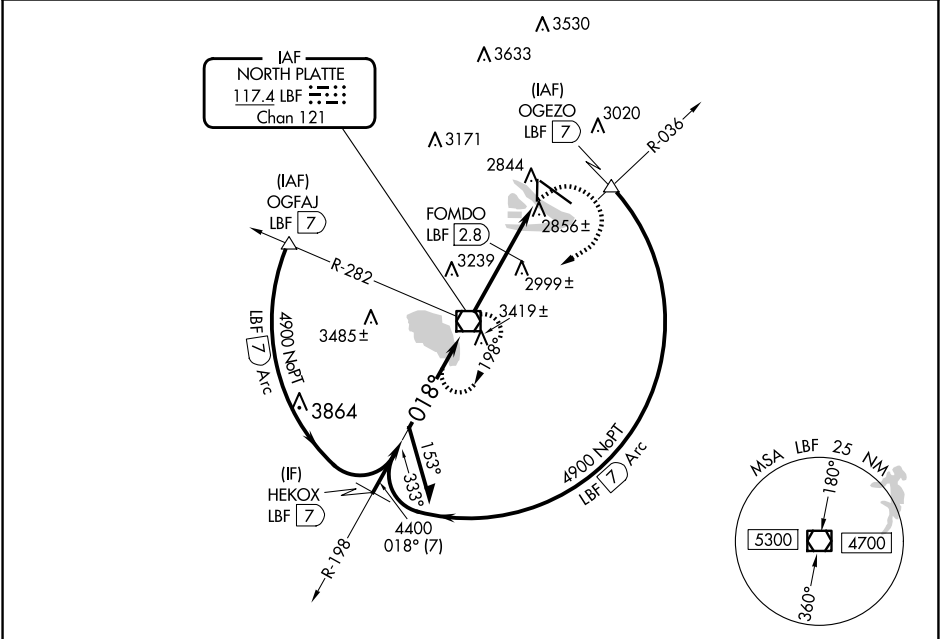 3530
3633
IAF
NORTH PLATTE
117.4 LBF
Chan 121
(IAF)
OGEZO
LBF 7
3020
R-036
3171
2844
(IAF)
OGFAJ
LBF 7
FOMDO
LBF 2.8
2856±
R-282
3239
2999±
3419±
3485±
198°
4900 NoPT
LBF 7 Arc
018°
3864
153°
333°
4900 NoPT
LBF 7 Arc
(IF)
HEKOX
LBF 7
4400
018° (7)
R-198
MSA LBF 25 NM
180°
5300
4700
360°